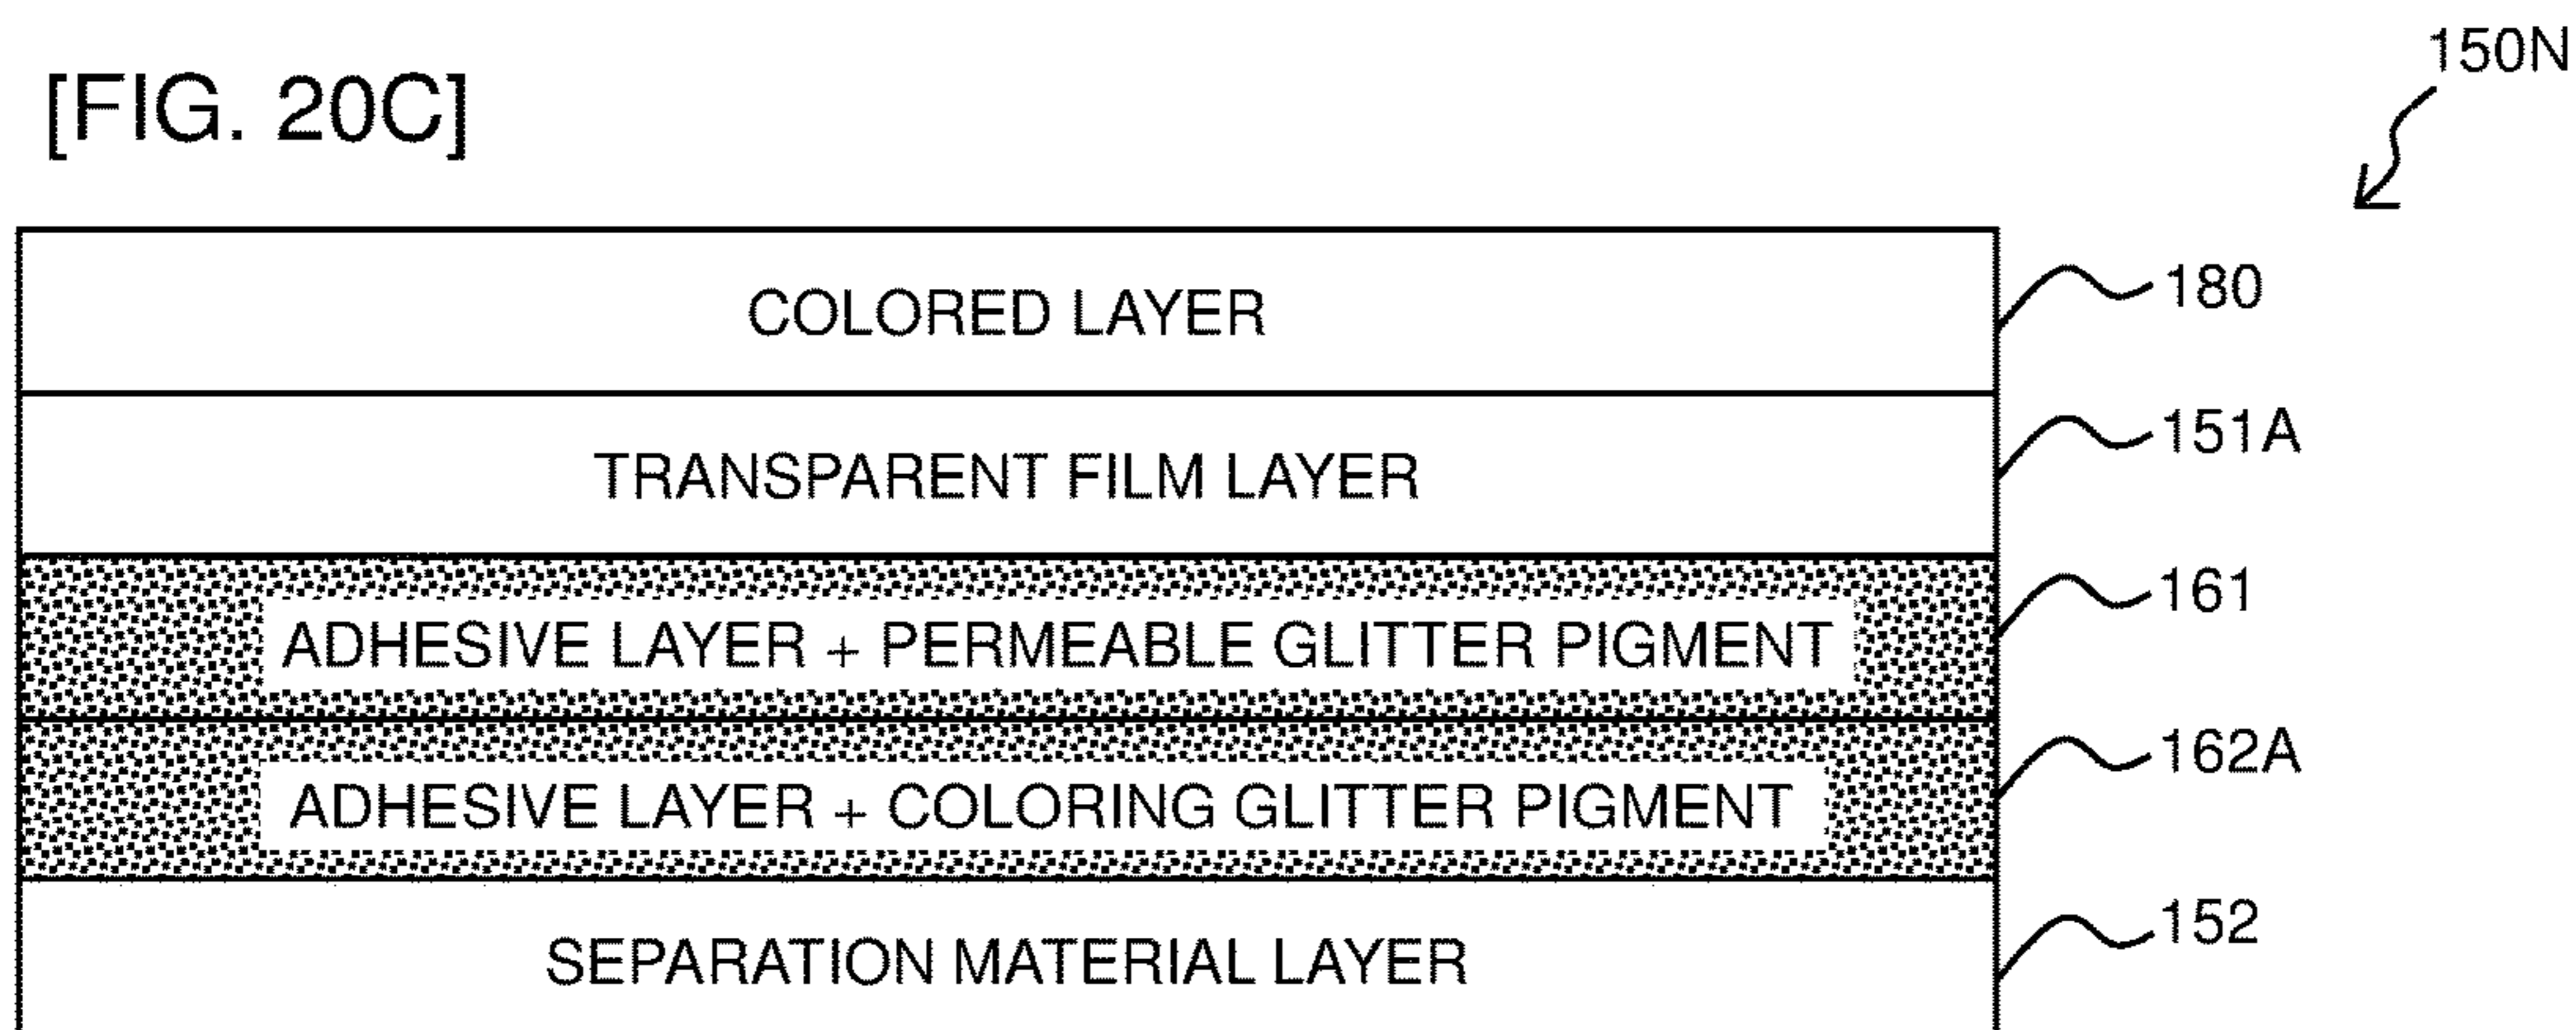 150N
[FIG. 20C]
COLORED LAYER
180
TRANSPARENT FILM LAYER
151A
ADHESIVE LAYER + PERMEABLE GLITTER PIGMENT
161
ADHESIVE LAYER + COLORING GLITTER PIGMENT
162A
SEPARATION MATERIAL LAYER
152